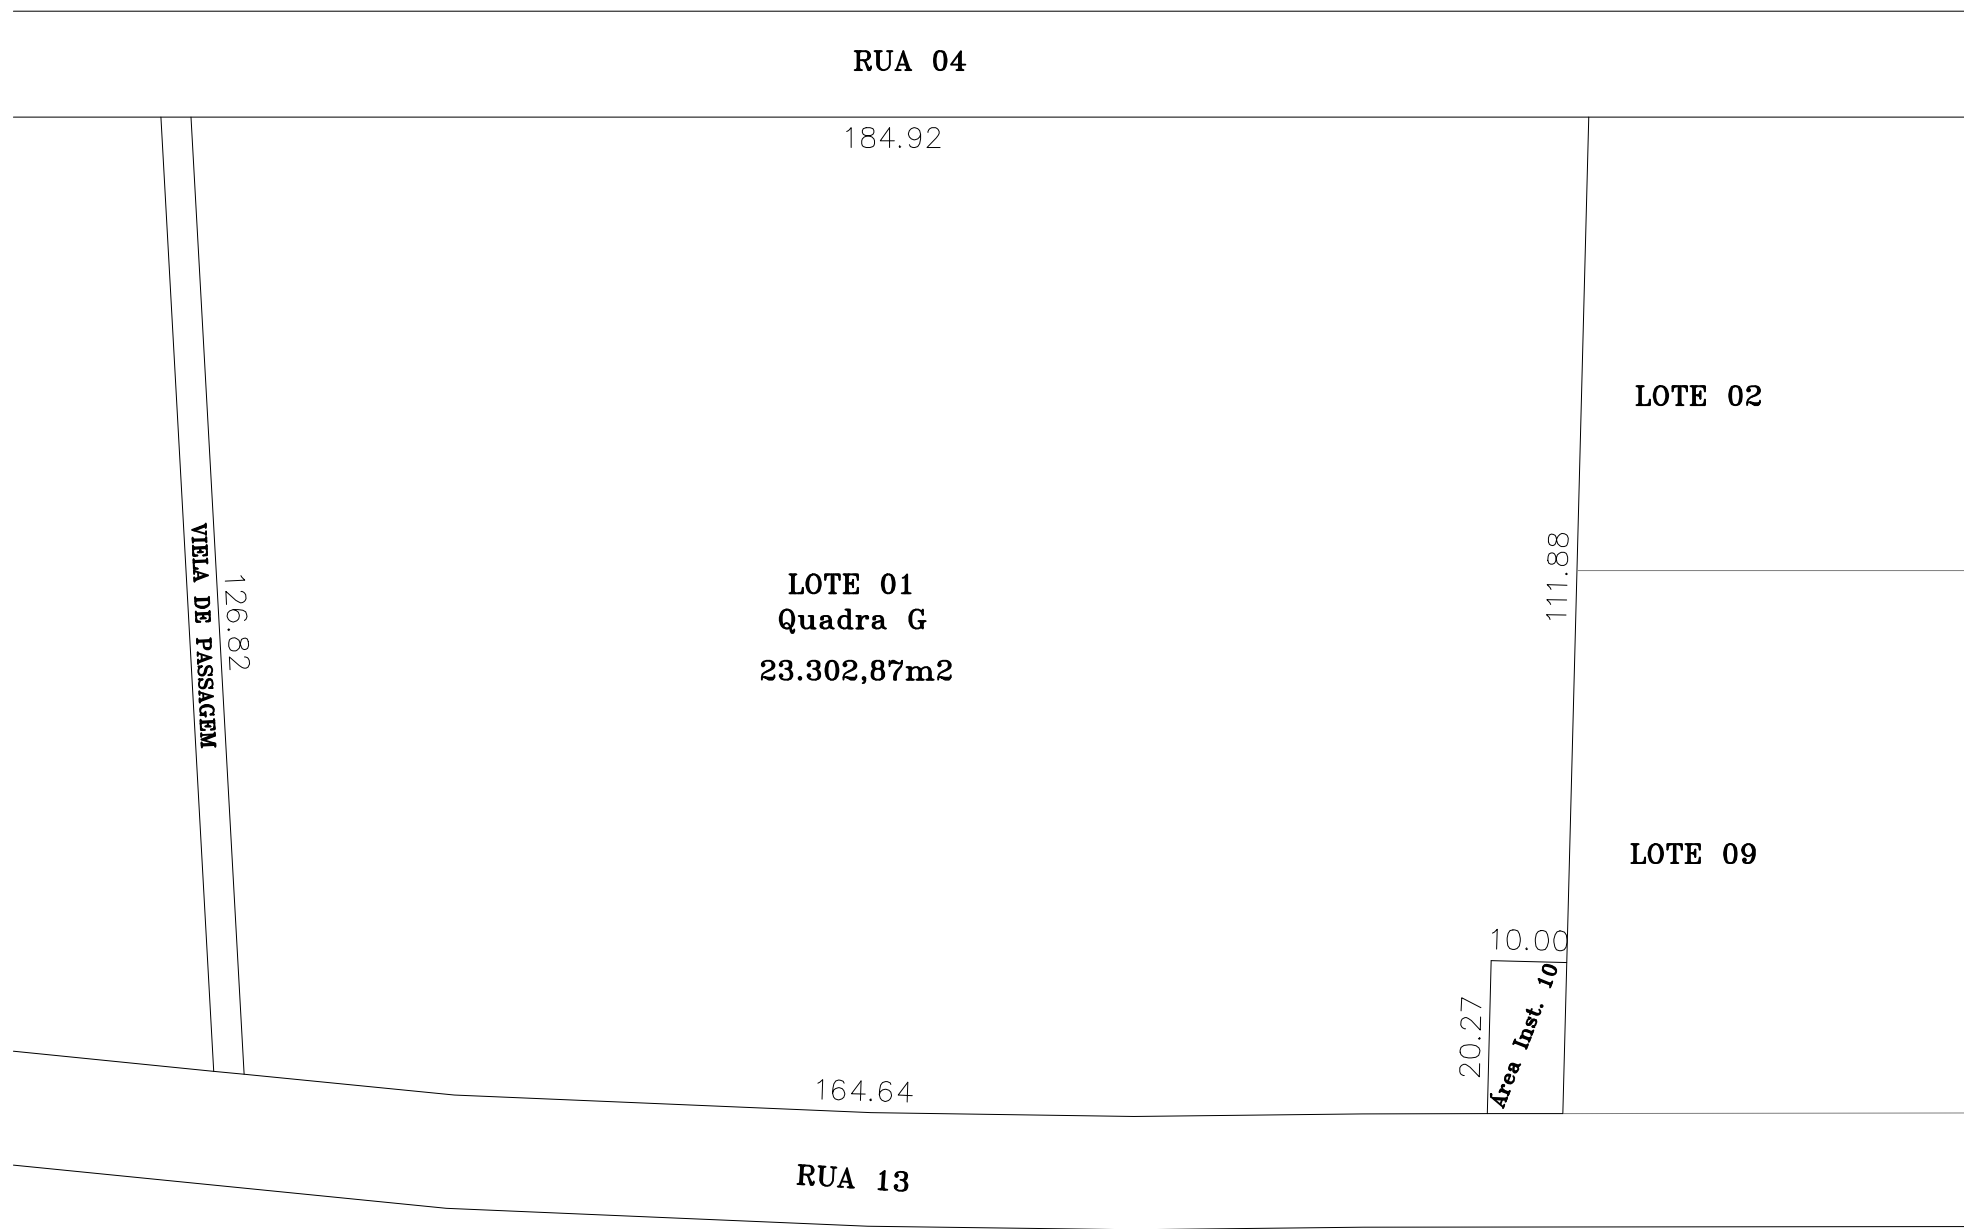 RUA 04
184.92
LOTE 02
VIELA DE PASSAGEM
126.82
LOTE 01
Quadra G
23.302,87m2
111.88
LOTE 09
10.00
20.27
Área Inst. 10
164.64
RUA 13